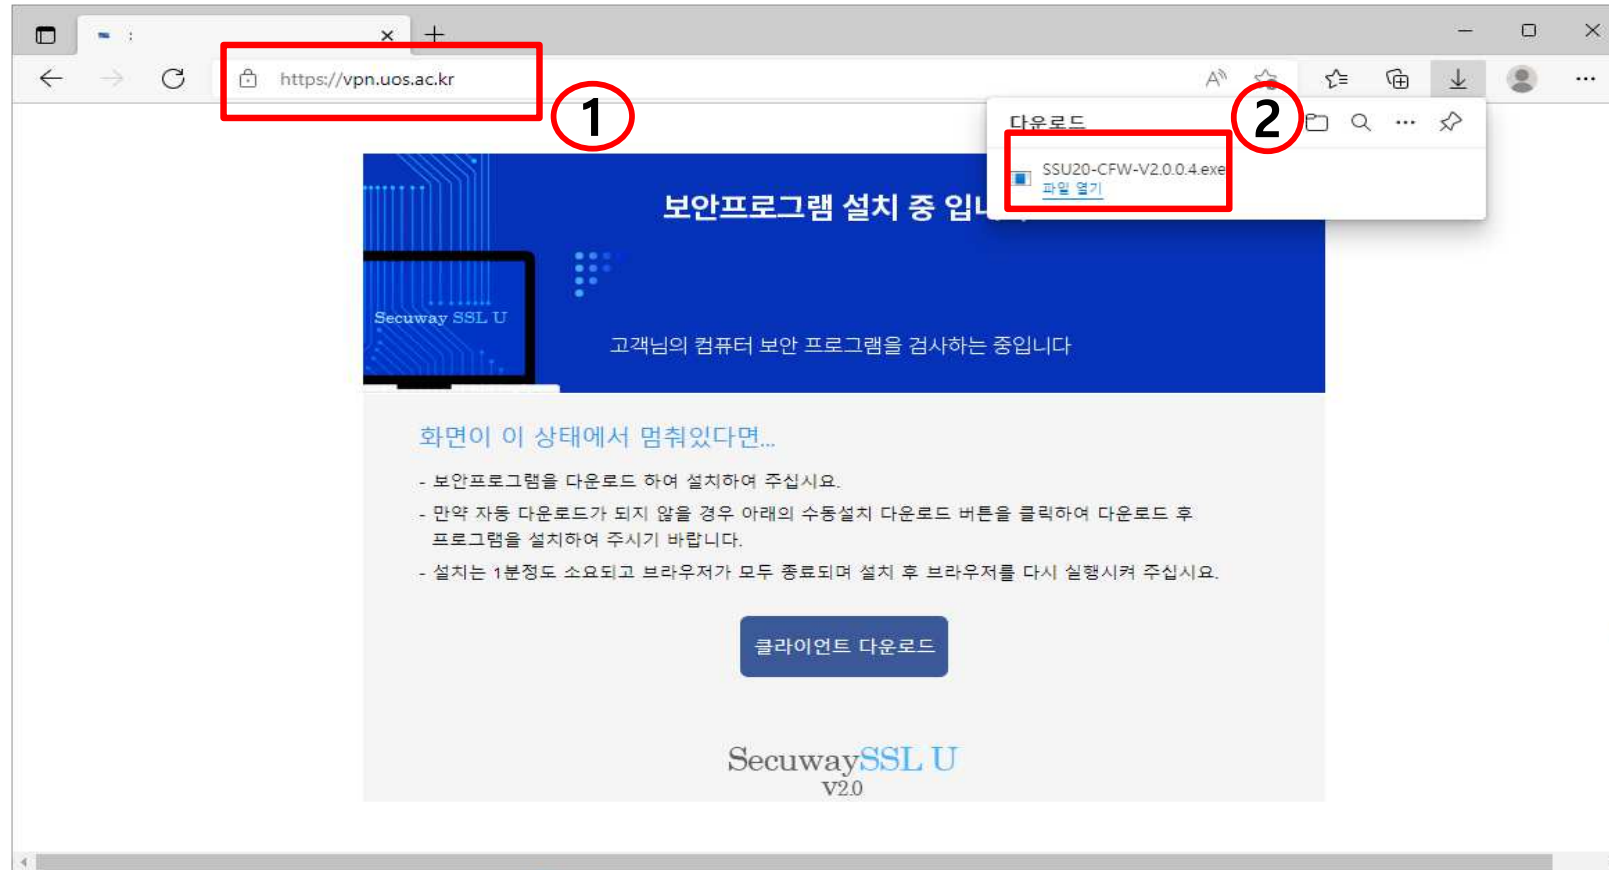 :
https://vpn.uos.ac.kr
1
다운로드
2
SSU20-CFW-V2.0.0.4.exe
파일 열기
보안프로그램 설치 중 입니
Secuway SSL U
고객님의 컴퓨터 보안 프로그램을 검사하는 중입니다
화면이 이 상태에서 멈춰있다면...
- 보안프로그램을 다운로드 하여 설치하여 주십시요.
- 만약 자동 다운로드가 되지 않을 경우 아래의 수동설치 다운로드 버튼을 클릭하여 다운로드 후
프로그램을 설치하여 주시기 바랍니다.
- 설치는 1분정도 소요되고 브라우저가 모두 종료되며 설치 후 브라우저를 다시 실행시켜 주십시요.
클라이언트 다운로드
SecuwaySSL U
V2.0